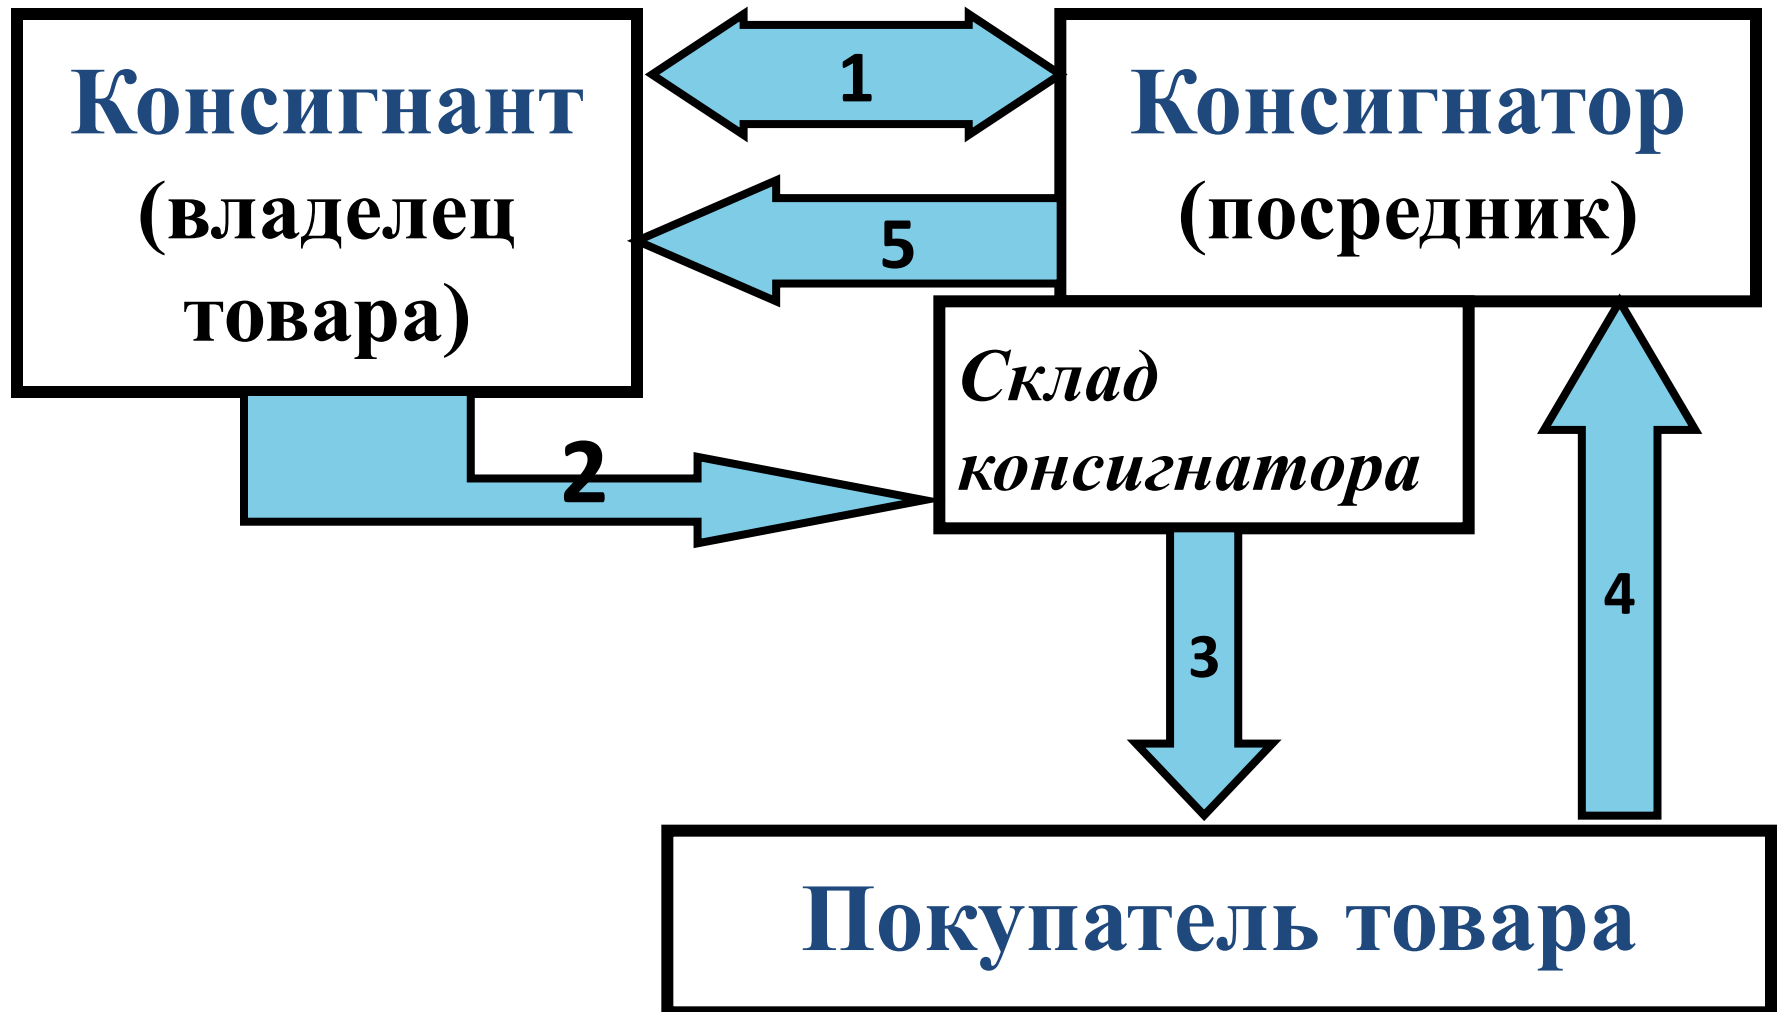 Консигнант
(владелец
товара)
1
5
Консигнатор
(посредник)
Склад
консигнатора
2
3
4
Покупатель товара